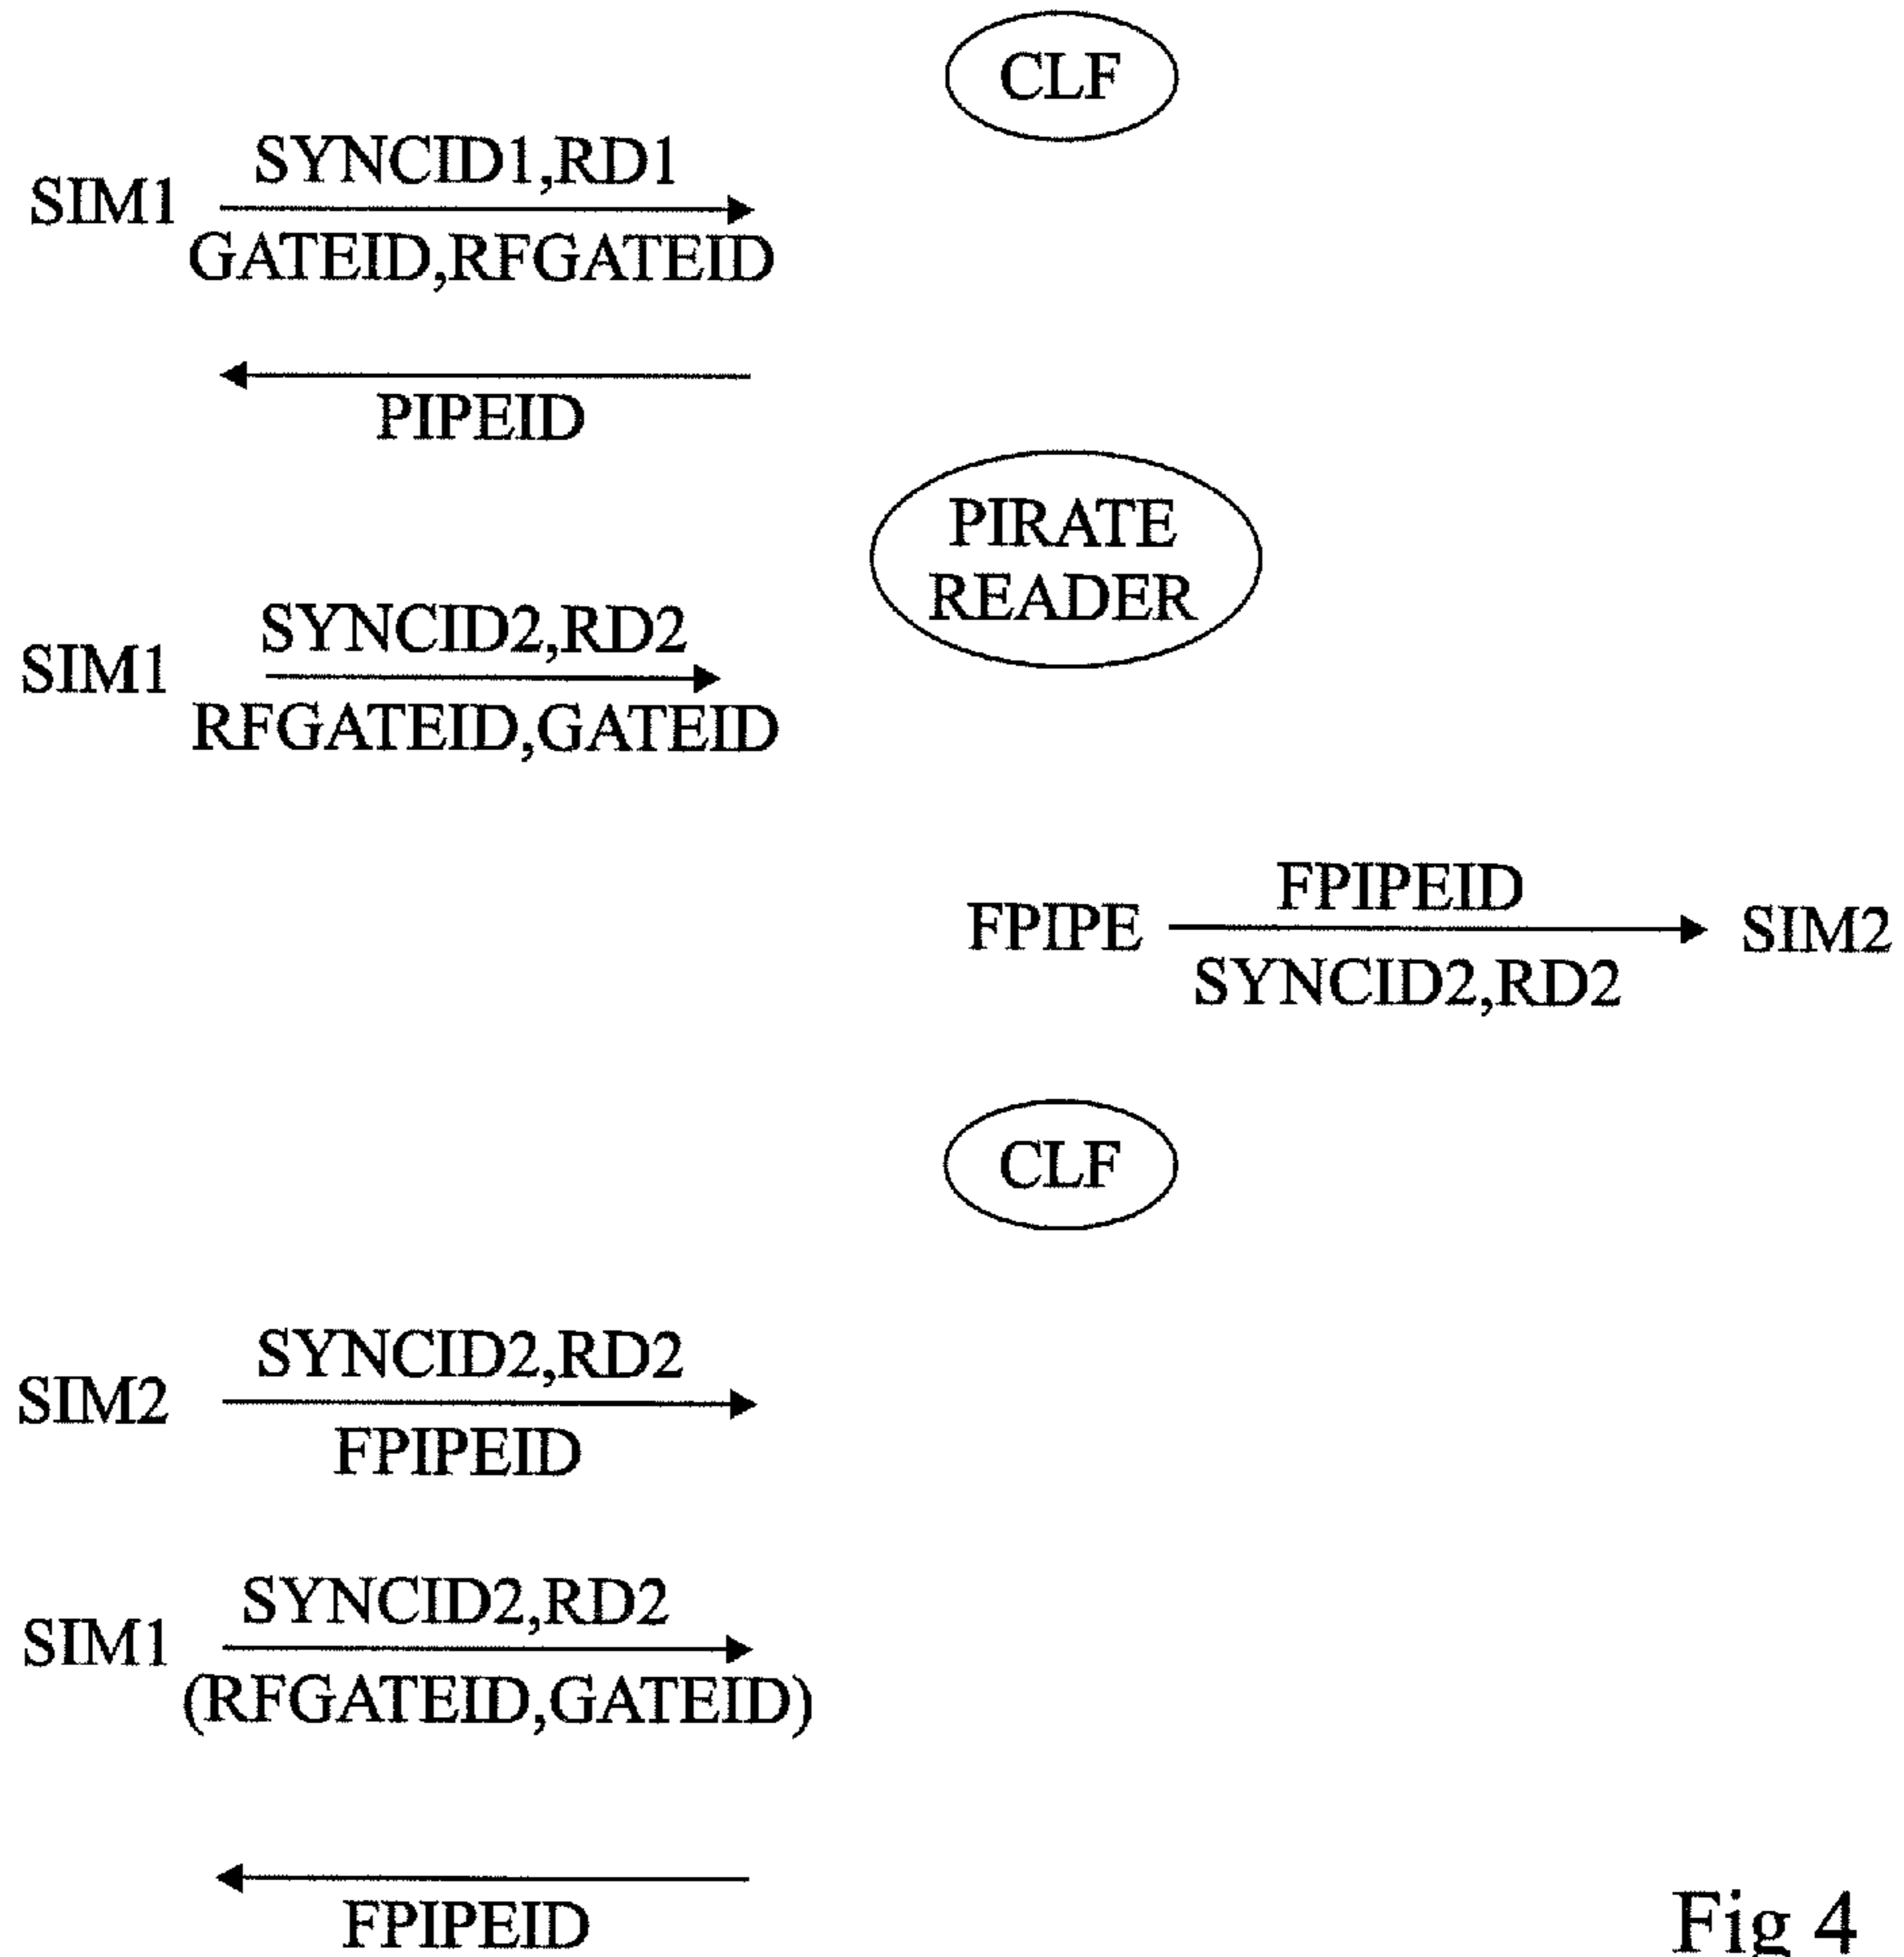 CLF
SYNCID1,RD1
SIM1
GATEID,RFGATEID
PIPEID
PIRATE
READER
SYNCID2,RD2
SIM1
RFGATEID,GATEID
FPIPEID
FPIPE
SIM2
SYNCID2,RD2
CLF
SYNCID2,RD2
SIM2
FPIPEID
SYNCID2,RD2
SIM1
(RFGATEID,GATEID)
FPIPEID
Fig 4